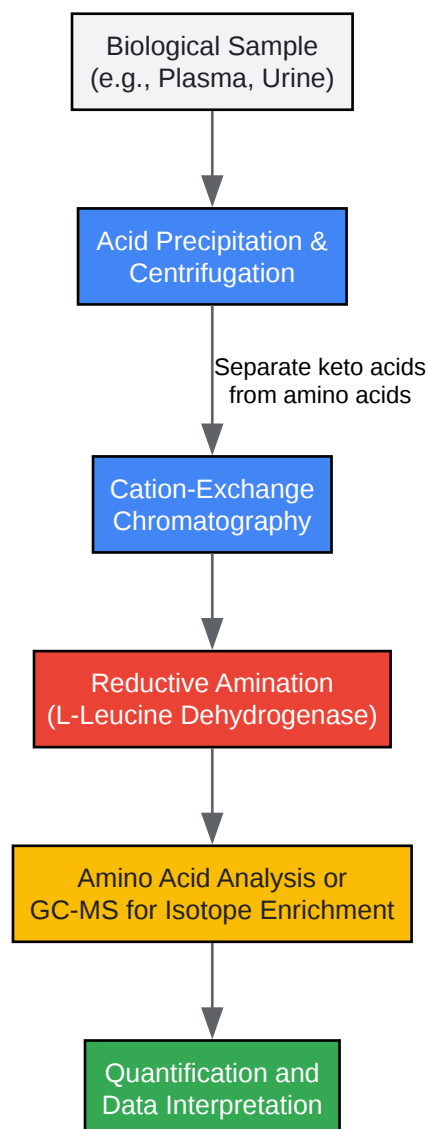 Biological Sample
(e.g., Plasma, Urine)
Acid Precipitation &
Centrifugation
Separate keto acids
from amino acids
Cation-Exchange
Chromatography
Reductive Amination
(L-Leucine Dehydrogenase)
Amino Acid Analysis or
GC-MS for Isotope Enrichment
Quantification and
Data Interpretation